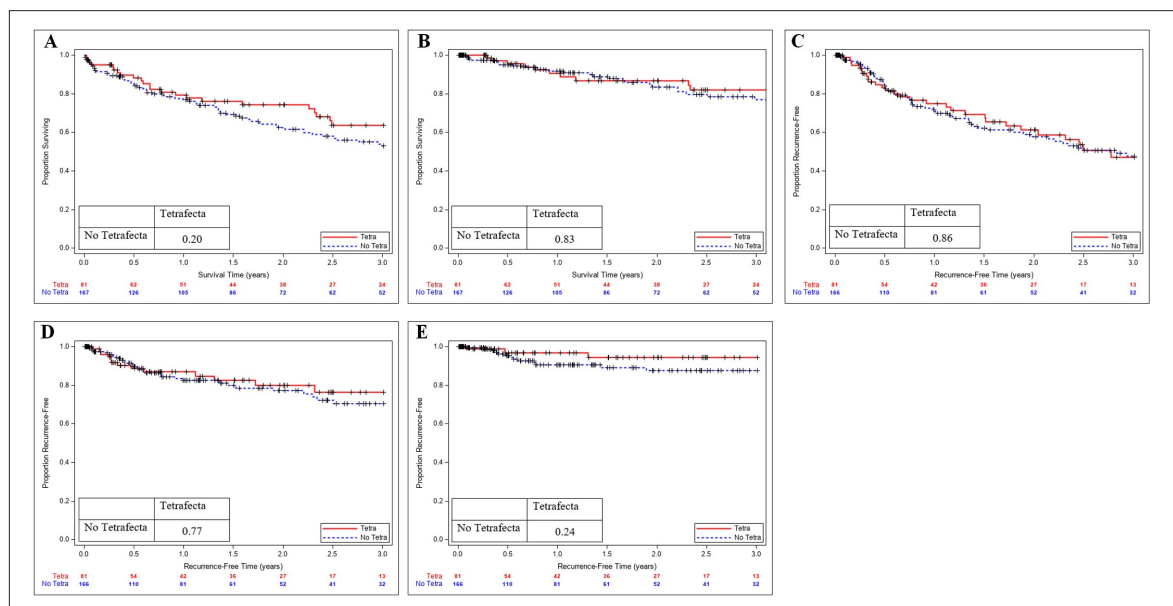 A
Proportion Surviving
1.0
0.8
0.6
0.4
0.2
0.0
Tetrafecta
No Tetrafecta 0.20
Tetra
No Tetra
0.0 0.5 1.0 1.5 2.0 2.5 3.0
Survival Time (years)
Tetra 81 62 51 44 38 27 24
No Tetra 167 126 105 86 72 62 52
B
Proportion Surviving
1.0
0.8
0.6
0.4
0.2
0.0
Tetrafecta
No Tetrafecta 0.83
Tetra
No Tetra
0.0 0.5 1.0 1.5 2.0 2.5 3.0
Survival Time (years)
Tetra 81 62 51 44 38 27 24
No Tetra 167 126 105 86 72 62 52
C
Proportion Recurrence-Free
1.0
0.8
0.6
0.4
0.2
0.0
Tetrafecta
No Tetrafecta 0.86
Tetra
No Tetra
0.0 0.5 1.0 1.5 2.0 2.5 3.0
Recurrence-Free Time (years)
Tetra 81 54 42 36 27 17 13
No Tetra 166 110 81 61 52 41 32
D
Proportion Recurrence-Free
1.0
0.8
0.6
0.4
0.2
0.0
Tetrafecta
No Tetrafecta 0.77
Tetra
No Tetra
0.0 0.5 1.0 1.5 2.0 2.5 3.0
Recurrence-Free Time (years)
Tetra 81 54 42 36 27 17 13
No Tetra 166 110 81 61 52 41 32
E
Proportion Recurrence-Free
1.0
0.8
0.6
0.4
0.2
0.0
Tetrafecta
No Tetrafecta 0.24
Tetra
No Tetra
0.0 0.5 1.0 1.5 2.0 2.5 3.0
Recurrence-Free Time (years)
Tetra 81 54 42 36 27 17 13
No Tetra 166 110 81 61 52 41 32